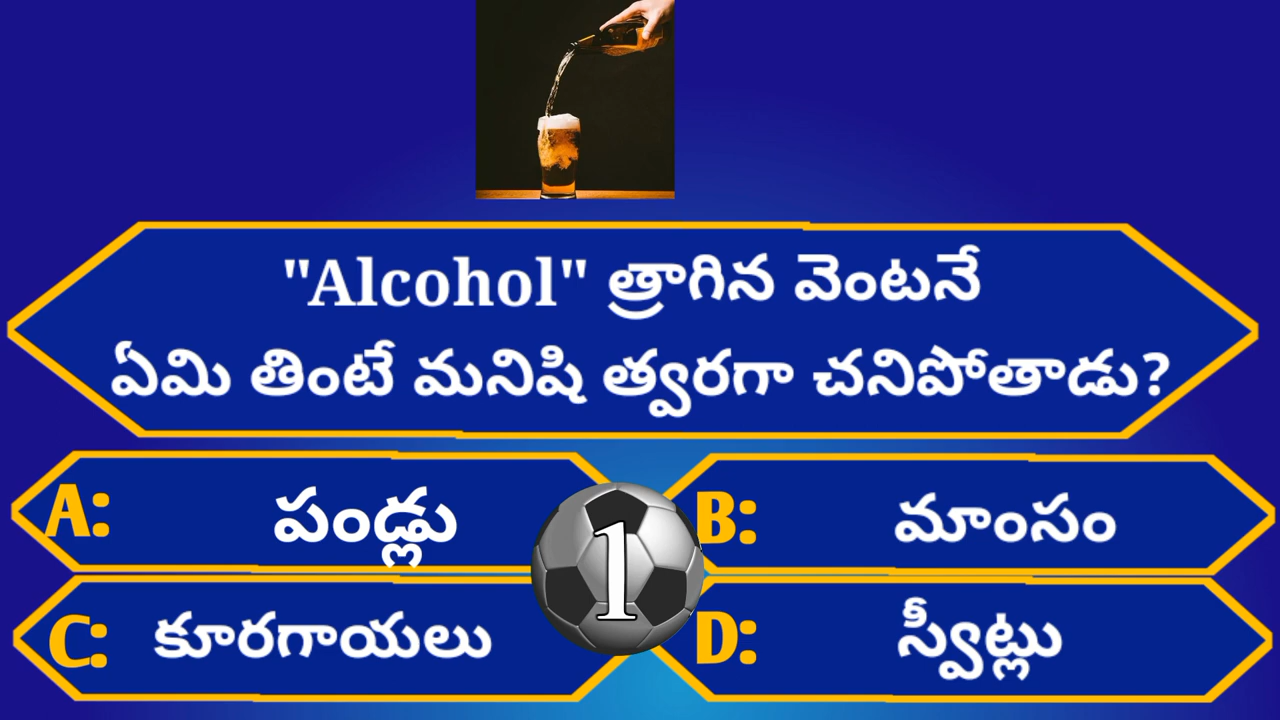 "Alcohol" త్రాగిన వెంటనే
ఏమి తింటే మనిషి త్వరగా చనిపోతాడు?
A: పండ్లు
B: మాంసం
1
C: కూరగాయలు
D: స్వీట్లు